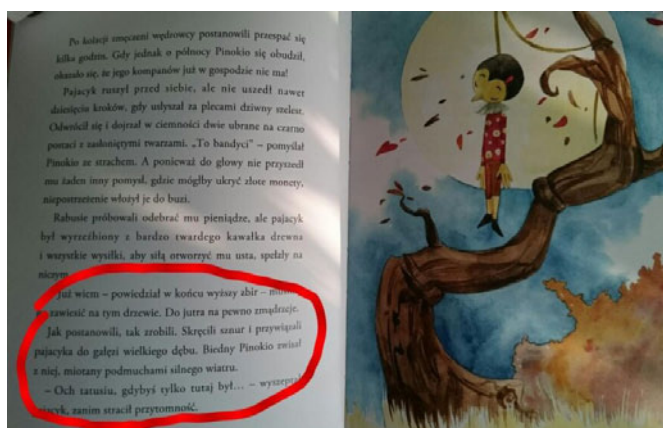 Po kolacji zmęczeni wędrowcy postanowili przespać się
kilka godzin. Gdy jednak o północy Pinokio się obudził,
okazało się, że jego kompanów już w gospodzie nie ma!
Pajacyk ruszył przed siebie, ale nie uszedł nawet
dziesięciu kroków, gdy usłyszał za plecami dziwny szelest.
Odwrócił się i dojrzał w ciemności dwie ubrane na czarno
postaci z zasłoniętymi twarzami. „To bandyci” – pomyślał
Pinokio ze strachem. A ponieważ do głowy nie przyszedł
mu żaden inny pomysł, gdzie mógłby ukryć złote monety,
niepostrzeżenie włożył je do buzi.
Rabusie próbowali odebrać mu pieniądze, ale pajacyk
był wyrzeźbiony z bardzo twardego kawałka drewna
i wszystkie wysiłki, aby siłą otworzyć mu usta, spełzły na
niczym.
Już wiem – powiedział w końcu wyższy zbir –
zawiesić na tym drzewie. Do jutra na pewno zmądrzeje.
Jak postanowili, tak zrobili. Skręcili sznur i przywiązali
pajacyka do gałęzi wielkiego dębu. Biedny Pinokio zwisał
z niej, miotany podmuchami silnego wiatru.
– Och tatusiu, gdybyś tylko tutaj był... – wyszeptał
pajacyk, zanim stracił przytomność.